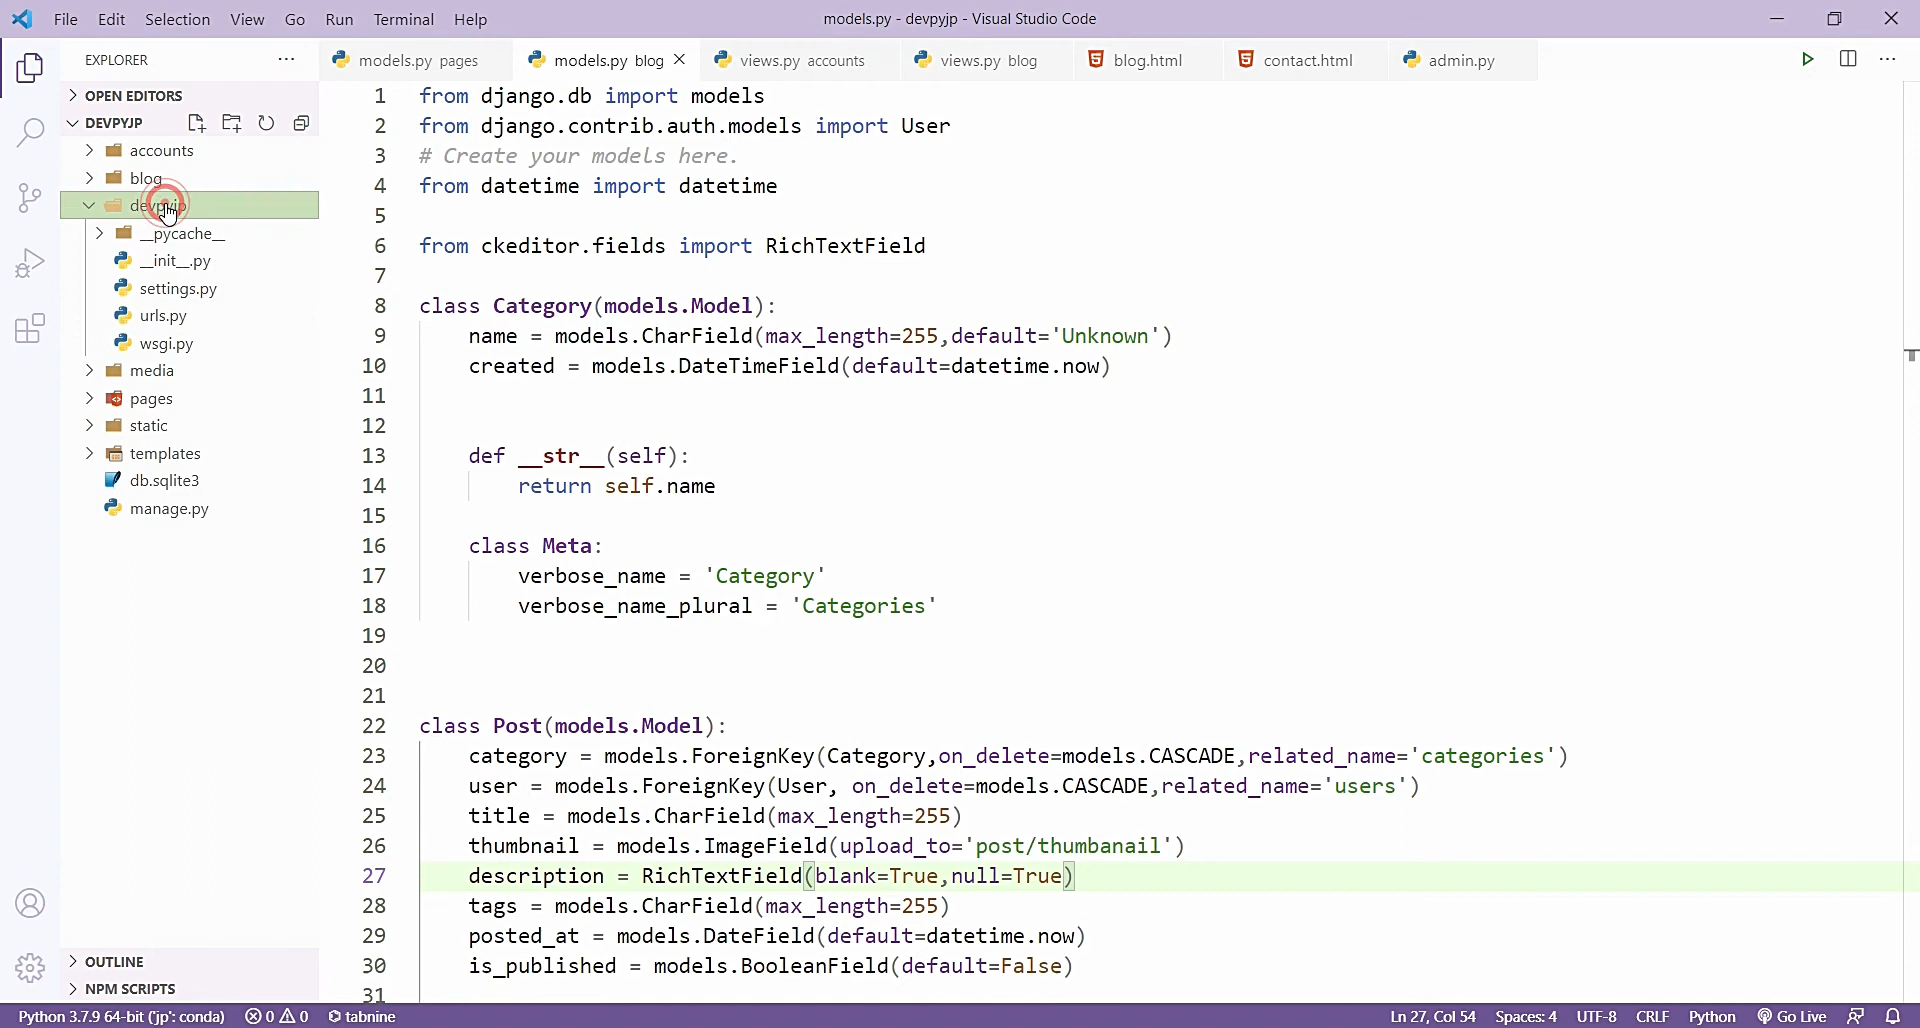 File Edit Selection View Go Run Terminal Help
models.py - devpyjp - Visual Studio Code
EXPLORER
models.py pages
models.py blog
views.py accounts
views.py blog
blog.html
contact.html
admin.py
OPEN EDITORS
DEVPYJP
accounts
blog
devpyjp
__pycache__
__init__.py
settings.py
urls.py
wsgi.py
media
pages
static
templates
db.sqlite3
manage.py
OUTLINE
NPM SCRIPTS
1 from django.db import models
2 from django.contrib.auth.models import User
3 # Create your models here.
4 from datetime import datetime
5
6 from ckeditor.fields import RichTextField
7
8 class Category(models.Model):
9 name = models.CharField(max_length=255,default='Unknown')
10 created = models.DateTimeField(default=datetime.now)
11
12
13 def __str__(self):
14 return self.name
15
16 class Meta:
17 verbose_name = 'Category'
18 verbose_name_plural = 'Categories'
19
20
21
22 class Post(models.Model):
23 category = models.ForeignKey(Category,on_delete=models.CASCADE,related_name='categories')
24 user = models.ForeignKey(User, on_delete=models.CASCADE,related_name='users')
25 title = models.CharField(max_length=255)
26 thumbnail = models.ImageField(upload_to='post/thumbanail')
27 description = RichTextField(blank=True,null=True)
28 tags = models.CharField(max_length=255)
29 posted_at = models.DateField(default=datetime.now)
30 is_published = models.BooleanField(default=False)
31
Python 3.7.9 64-bit ('jp': conda) 0 0 tabnine
Ln 27, Col 54 Spaces: 4 UTF-8 CRLF Python Go Live